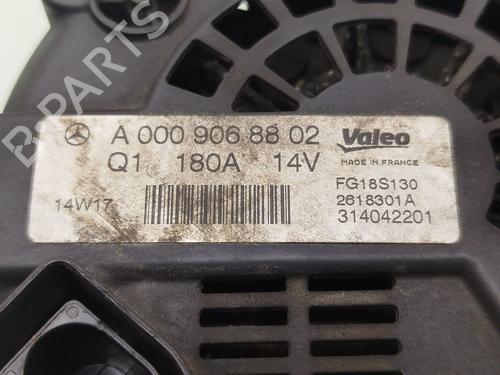 B-PARTS
A 000 906 88 02 Valeo
MADE IN FRANCE
Q1 180A 14V
FG18S130
14W17
2618301A
314042201